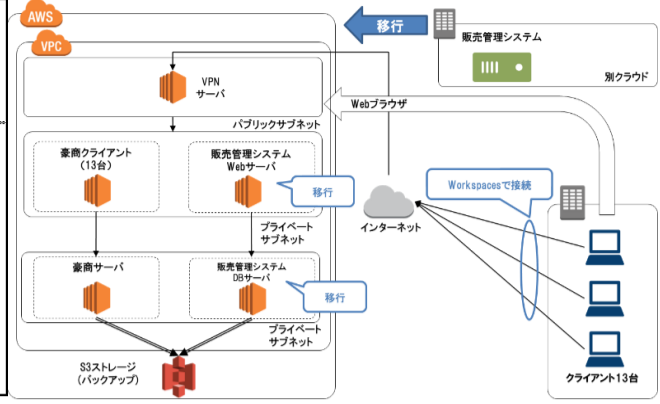 AWS
移行
販売管理システム
別クラウド
VPC
VPN
サーバ
Webブラウザ
パブリックサブネット
豪商クライアント
(13台)
販売管理システム
Webサーバ
移行
Workspacesで接続
インターネット
プライベート
サブネット
豪商サーバ
販売管理システム
DBサーバ
移行
プライベート
サブネット
S3ストレージ
(バックアップ)
クライアント13台